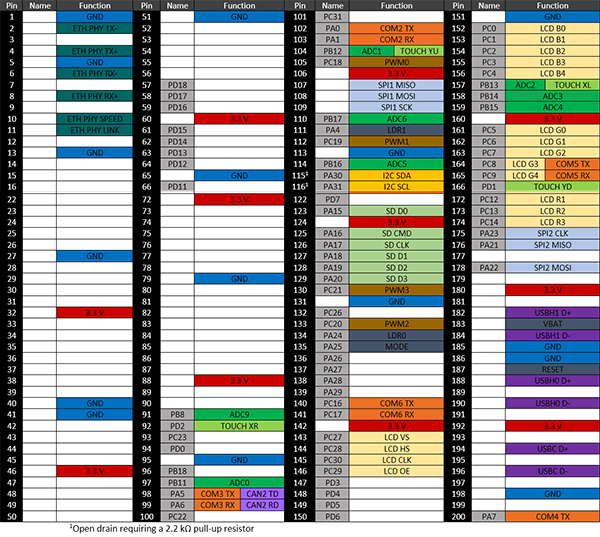 Pin Name Function Pin Name Function Pin Name Function Pin Name Function
1 GND 51 GND 101 PC31 151 GND
2 ETH PHY TX- 52 102 PA0 COM2 TX 152 PC0 LCD B0
3 53 103 PA1 COM2 RX 153 PC1 LCD B1
4 ETH PHY TX+ 54 104 PB12 ADC1 TOUCH YU 154 PC2 LCD B2
5 GND 55 105 PC18 PWM0 155 PC3 LCD B3
6 ETH PHY RX- 56 106 3.3 V 156 PC4 LCD B4
7 57 PD18 107 SPI1 MISO 157 PB13 ADC2 TOUCH XL
8 ETH PHY RX+ 58 PD17 108 SPI1 MOSI 158 PB14 ADC3
9 59 PD16 109 SPI1 SCK 159 PB15 ADC4
10 ETH PHY SPEED 60 3.3 V 110 PB17 ADC6 160 3.3 V
11 ETH PHY LINK 61 PD15 111 PA4 LDR1 161 PC5 LCD G0
12 62 PD14 112 PC19 PWM1 162 PC6 LCD G1
13 GND 63 PD13 113 GND 163 PC7 LCD G2
14 64 PD12 114 PB16 ADC5 164 PC8 LCD G3 COM5 TX
15 65 GND 115¹ PA30 I2C SDA 165 PC9 LCD G4 COM5 RX
16 66 PD11 116¹ PA31 I2C SCL 166 PD1 TOUCH YD
22 72 3.3 V 122 PD7 172 PC12 LCD R1
23 73 123 PA15 SD D0 173 PC13 LCD R2
24 74 124 3.3 V 174 PC14 LCD R3
25 75 125 PA16 SD CMD 175 PA23 SPI2 CLK
26 76 126 PA17 SD CLK 176 PA21 SPI2 MISO
27 GND 77 127 PA18 SD D1 177
28 78 128 PA19 SD D2 178 PA22 SPI2 MOSI
29 79 GND 129 PA20 SD D3 179
30 80 130 PC21 PWM3 180 3.3 V
31 81 131 GND 181
32 3.3 V 82 132 PC26 182 USBH1 D+
33 83 133 PC20 PWM2 183 VBAT
34 84 134 PA24 LDR0 184 USBH1 D-
35 85 135 PA25 MODE 185 GND
36 86 136 PA26 186 GND
37 87 137 PA27 187 RESET
38 88 3.3 V 138 PA28 188 USBH0 D+
39 89 139 PA29 189
40 GND 90 140 PC16 COM6 TX 190 USBH0 D-
41 GND 91 PB8 ADC9 141 PC17 COM6 RX 191
42 92 PD2 TOUCH XR 142 3.3 V 192 3.3 V
43 93 PC23 143 PC27 LCD VS 193
44 94 PD0 144 PC28 LCD HS 194 USBC D+
45 95 GND 145 PC30 LCD CLK 195
46 3.3 V 96 PB18 146 PC29 LCD OE 196 USBC D-
47 97 PB11 ADC0 147 PD3 197
48 98 PA5 COM3 TX CAN2 TD 148 PD4 198 GND
49 99 PA6 COM3 RX CAN2 RD 149 PD5 199
50 100 PC22 150 PD6 200 PA7 COM4 TX
¹Open drain requiring a 2.2 kΩ pull-up resistor